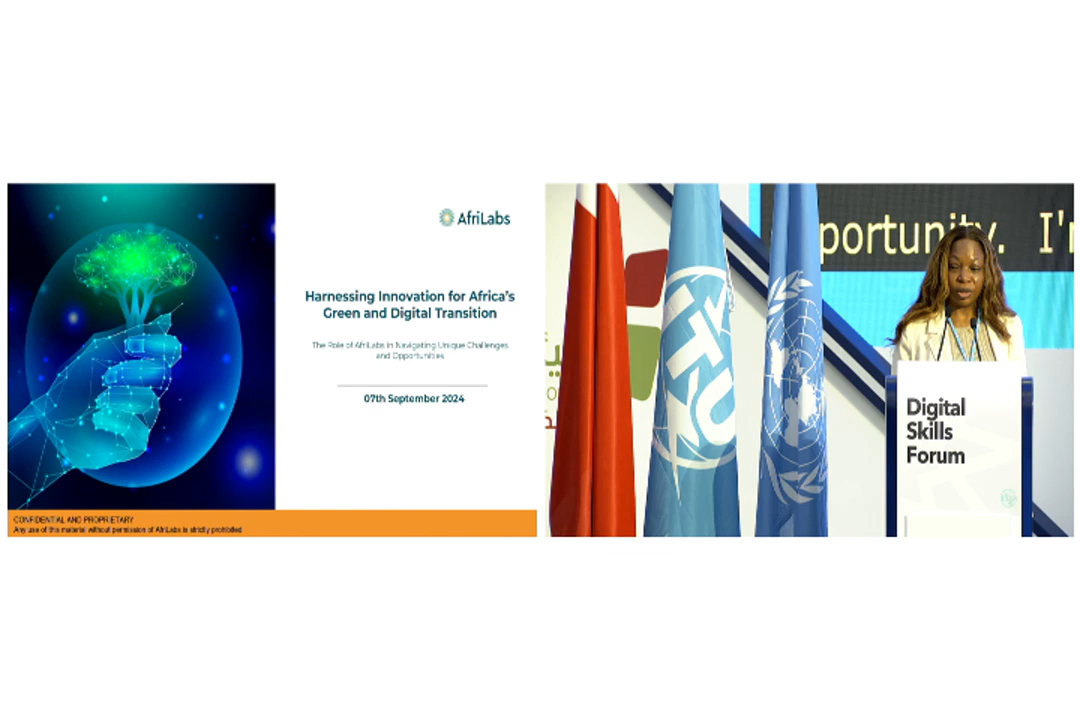 AfriLabs
Harnessing Innovation for Africa's
Green and Digital Transition
The Role of AfriLabs in Navigating Unique Challenges
and Opportunities
07th September 2024
CONFIDENTIAL AND PROPRIETARY
Any use of this material without permission of AfriLabs is strictly prohibited
portunity. I'm
ITU
Digital
Skills
Forum